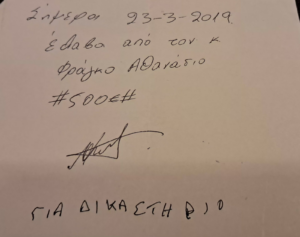 Σήμερα 23-3-2019
έλαβα από τον κ
Φράγκο Αθανάσιο
#500€#
ΓΙΑ ΔΙΚΑΣΤΗΡΙΟ